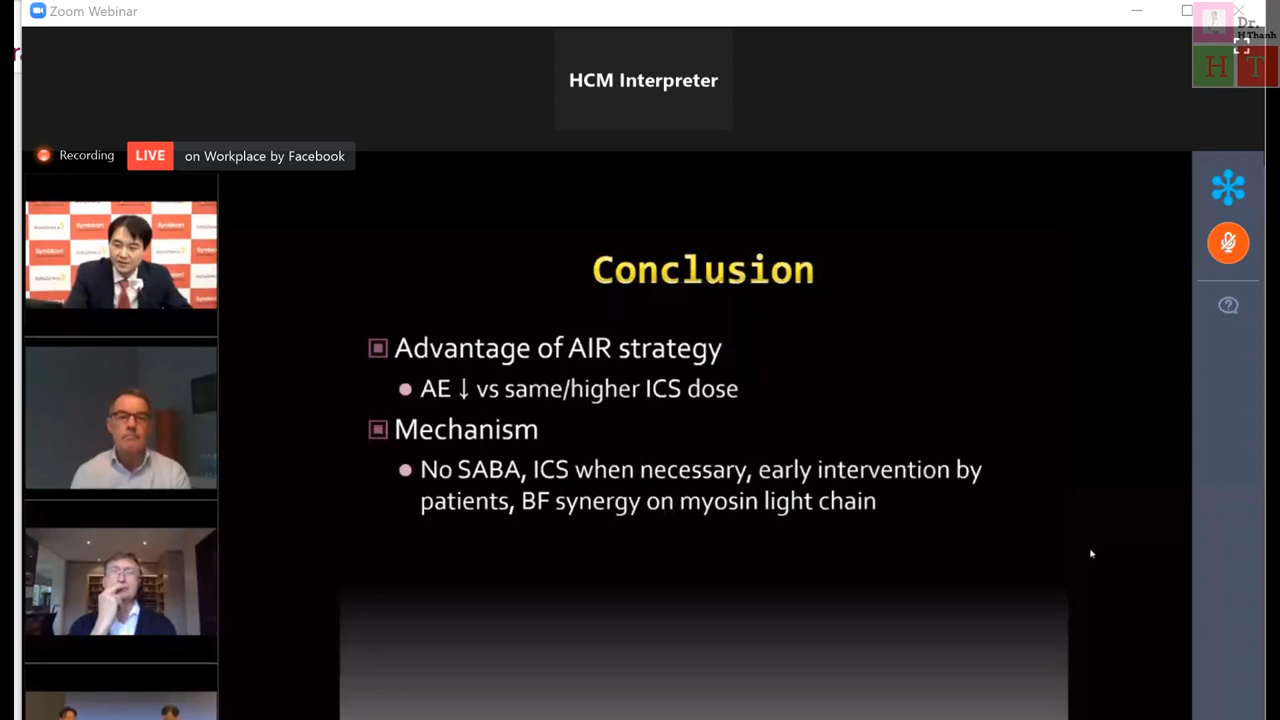 Zoom Webinar
Dr.
H Thanh
H T
HCM Interpreter
Recording
LIVE on Workplace by Facebook
Symbicort
AstraZeneca
Conclusion
Advantage of AIR strategy
AE ↓ vs same/higher ICS dose
Mechanism
No SABA, ICS when necessary, early intervention by
patients, BF synergy on myosin light chain